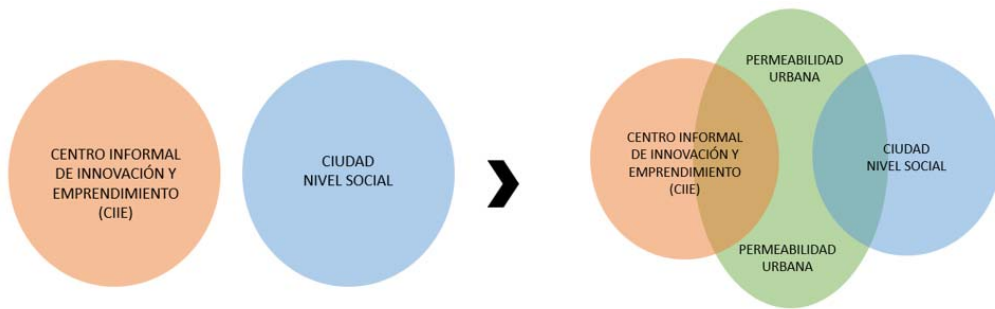 CENTRO INFORMAL
DE INNOVACIÓN Y
EMPRENDIMIENTO
(CIIE)
CIUDAD
NIVEL SOCIAL
PERMEABILIDAD
URBANA
CENTRO INFORMAL
DE INNOVACIÓN Y
EMPRENDIMIENTO
(CIIE)
CIUDAD
NIVEL SOCIAL
PERMEABILIDAD
URBANA